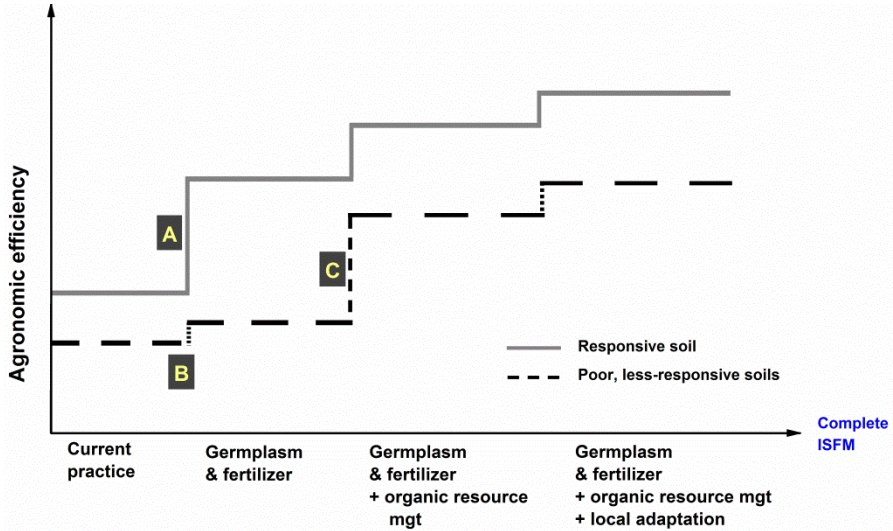 Agronomic efficiency
A
B
C
Responsive soil
Poor, less-responsive soils
Complete
ISFM
Current
practice
Germplasm
& fertilizer
Germplasm
& fertilizer
+ organic resource
mgt
Germplasm
& fertilizer
+ organic resource mgt
+ local adaptation